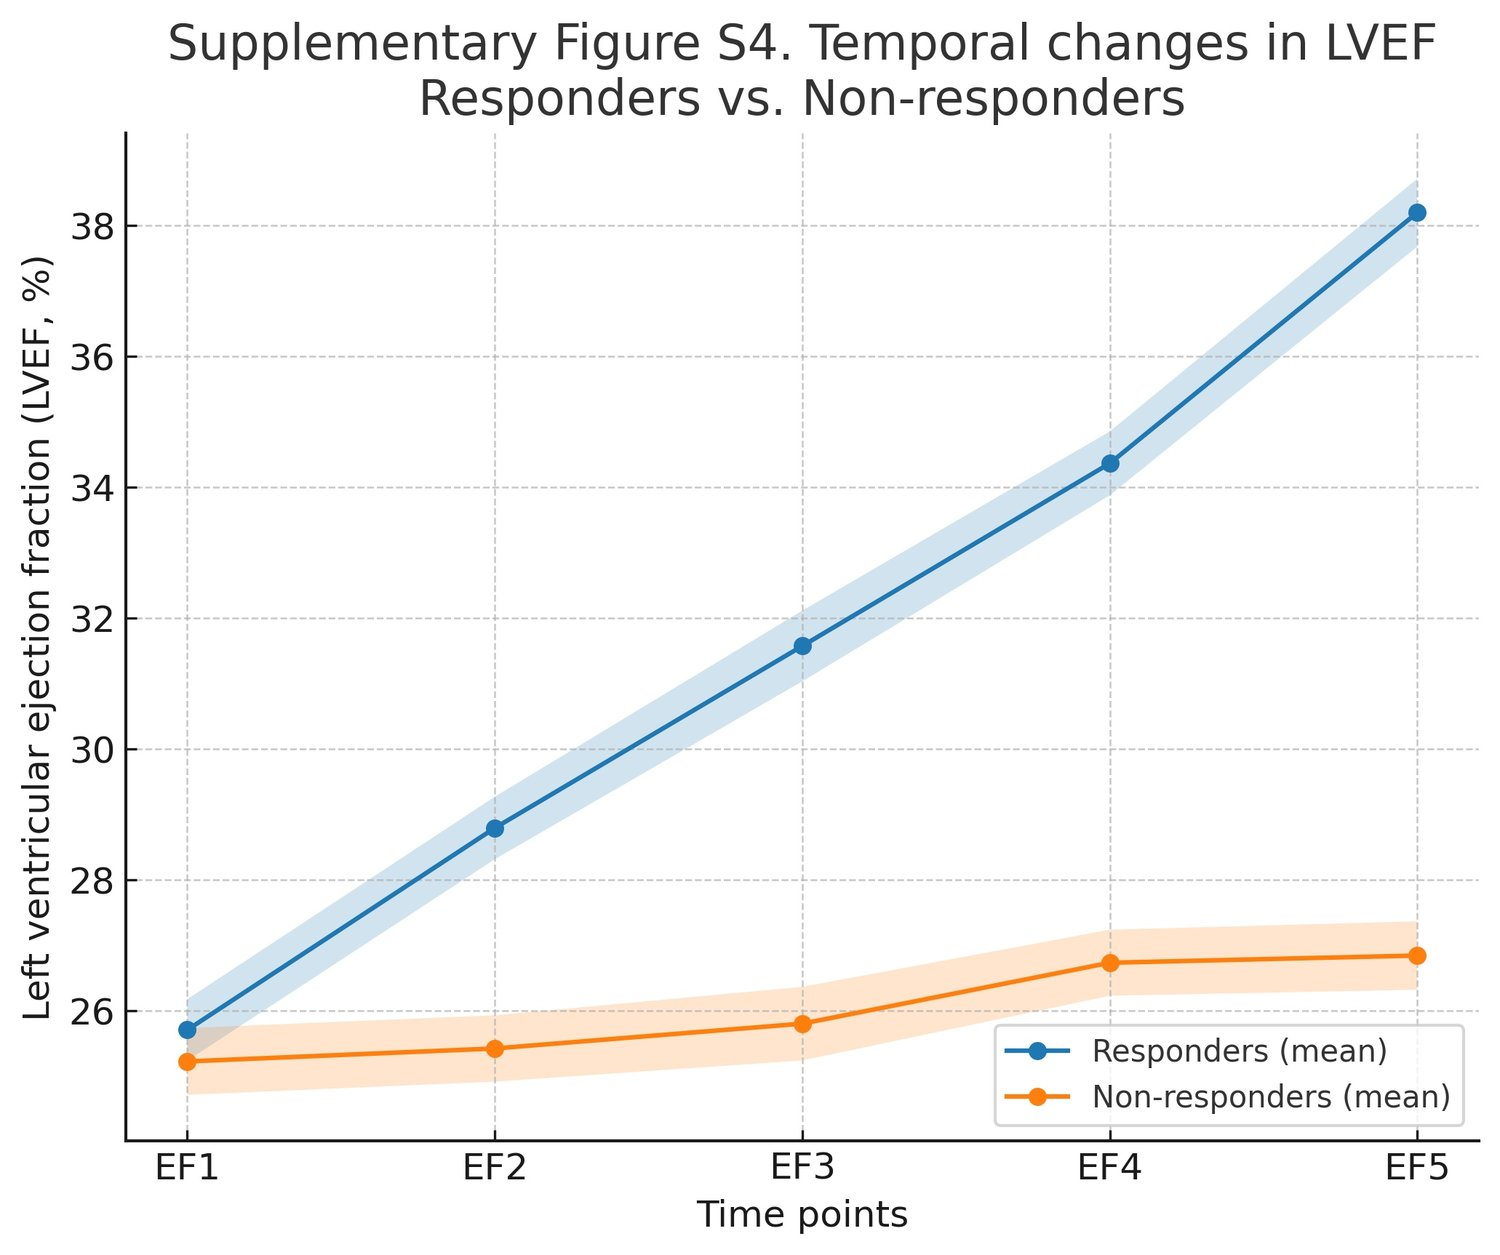 Supplementary Figure S4. Temporal changes in LVEF
Responders vs. Non-responders
Left ventricular ejection fraction (LVEF, %)
38
36
34
32
30
28
26
Responders (mean)
Non-responders (mean)
EF1
EF2
EF3
EF4
EF5
Time points